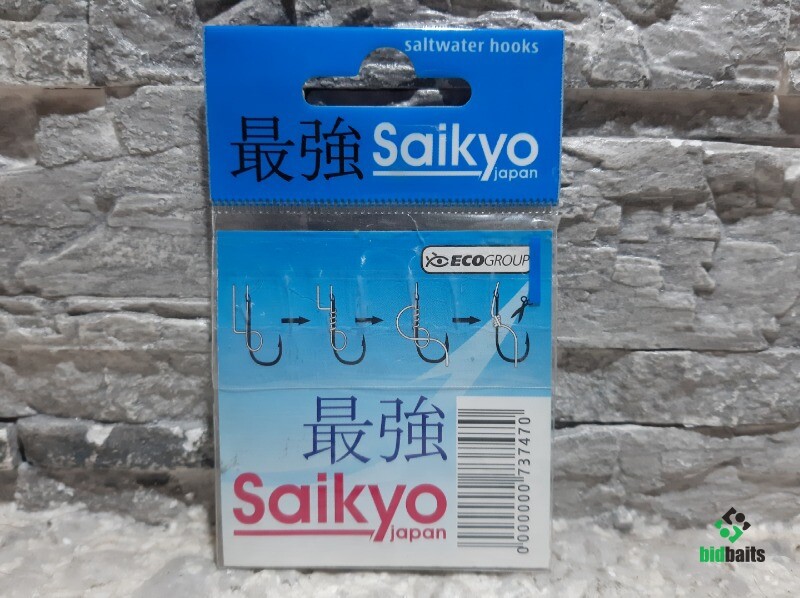 saltwater hooks
最強 Saikyo
japan
ECOGROUP
最強
Saikyo
japan
0000000737470
bidbaits